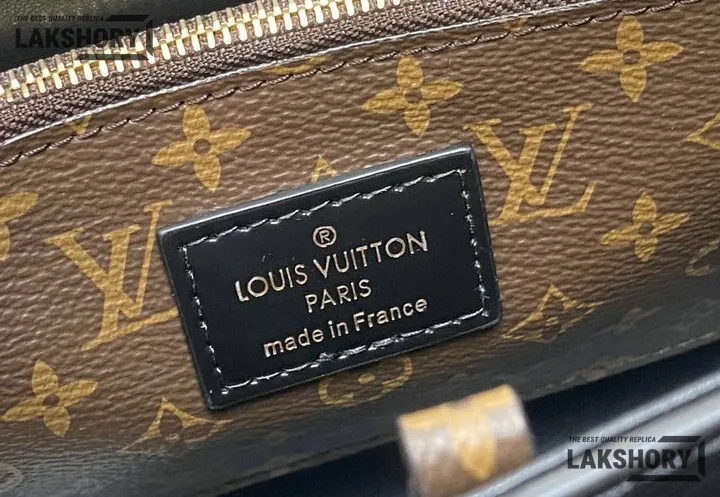 THE BEST QUALITY REPLICA
LAKSHORY
®
LOUIS VUITTON
PARIS
made in France
THE BEST QUALITY REPLICA
LAKSHORY